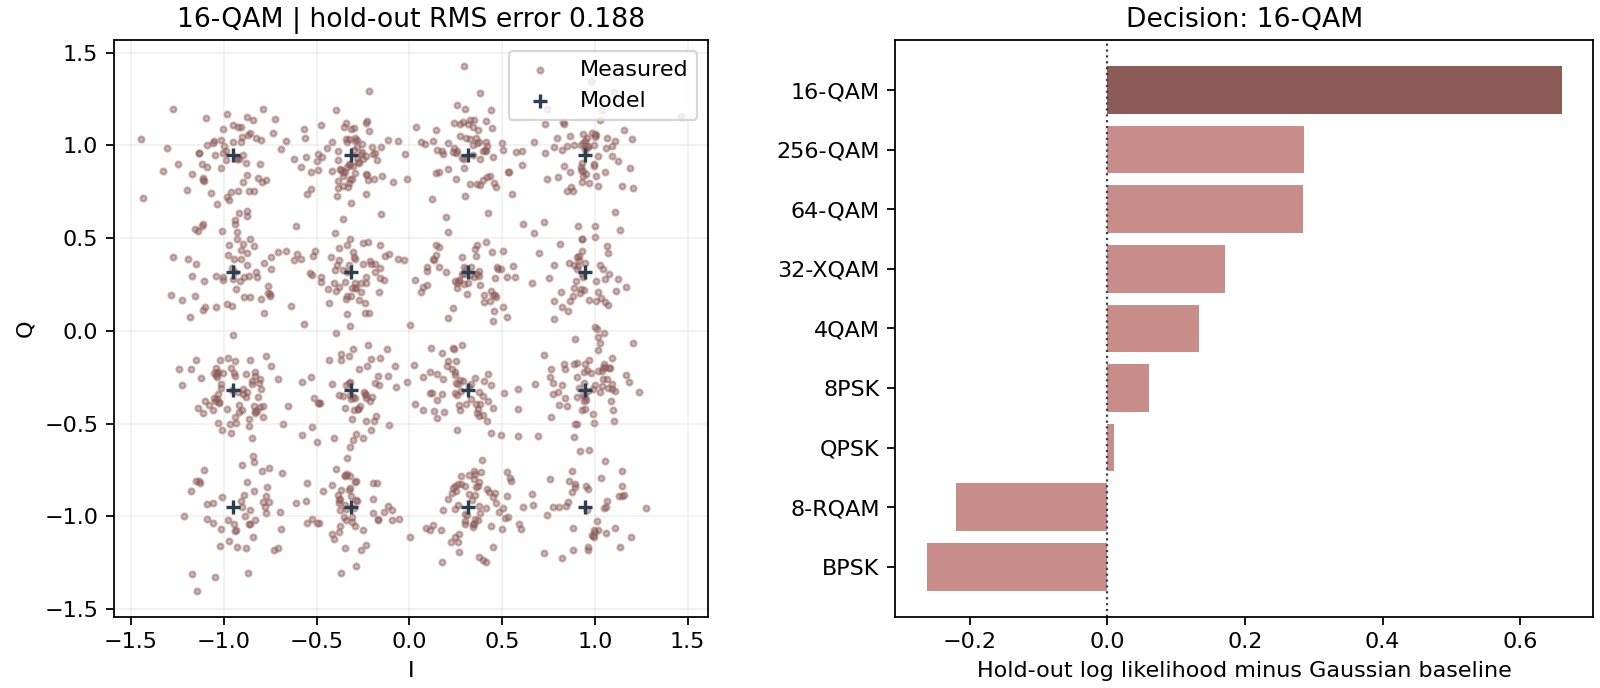 16-QAM | hold-out RMS error 0.188
Measured
Model
1.5
1.0
0.5
0.0
−0.5
−1.0
−1.5
Q
−1.5 −1.0 −0.5 0.0 0.5 1.0 1.5
I
Decision: 16-QAM
16-QAM
256-QAM
64-QAM
32-XQAM
4QAM
8PSK
QPSK
8-RQAM
BPSK
−0.2 0.0 0.2 0.4 0.6
Hold-out log likelihood minus Gaussian baseline